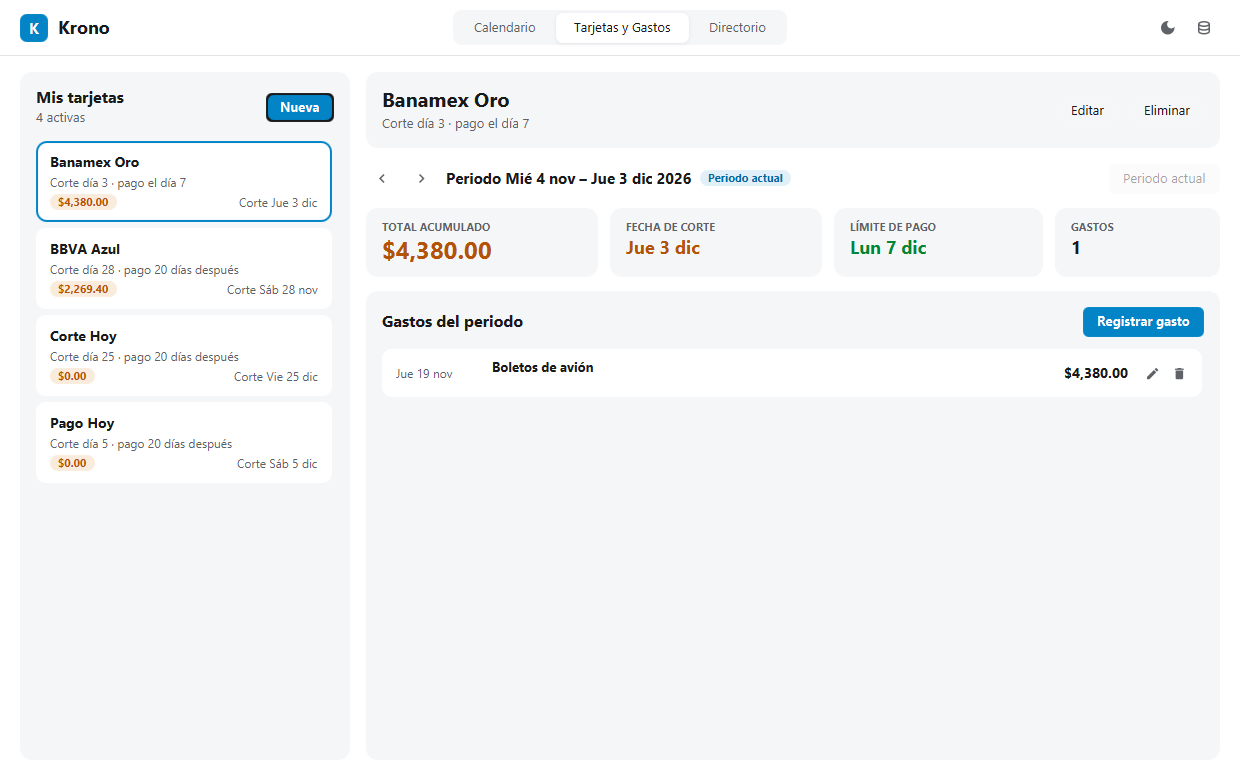 K Krono
Calendario
Tarjetas y Gastos
Directorio
Mis tarjetas
4 activas
Nueva
Banamex Oro
Corte día 3 · pago el día 7
$4,380.00
Corte Jue 3 dic
BBVA Azul
Corte día 28 · pago 20 días después
$2,269.40
Corte Sáb 28 nov
Corte Hoy
Corte día 25 · pago 20 días después
$0.00
Corte Vie 25 dic
Pago Hoy
Corte día 5 · pago 20 días después
$0.00
Corte Sáb 5 dic
Banamex Oro
Corte día 3 · pago el día 7
Editar
Eliminar
Periodo Mié 4 nov – Jue 3 dic 2026
Periodo actual
Periodo actual
TOTAL ACUMULADO
$4,380.00
FECHA DE CORTE
Jue 3 dic
LÍMITE DE PAGO
Lun 7 dic
GASTOS
1
Gastos del periodo
Registrar gasto
Jue 19 nov
Boletos de avión
$4,380.00